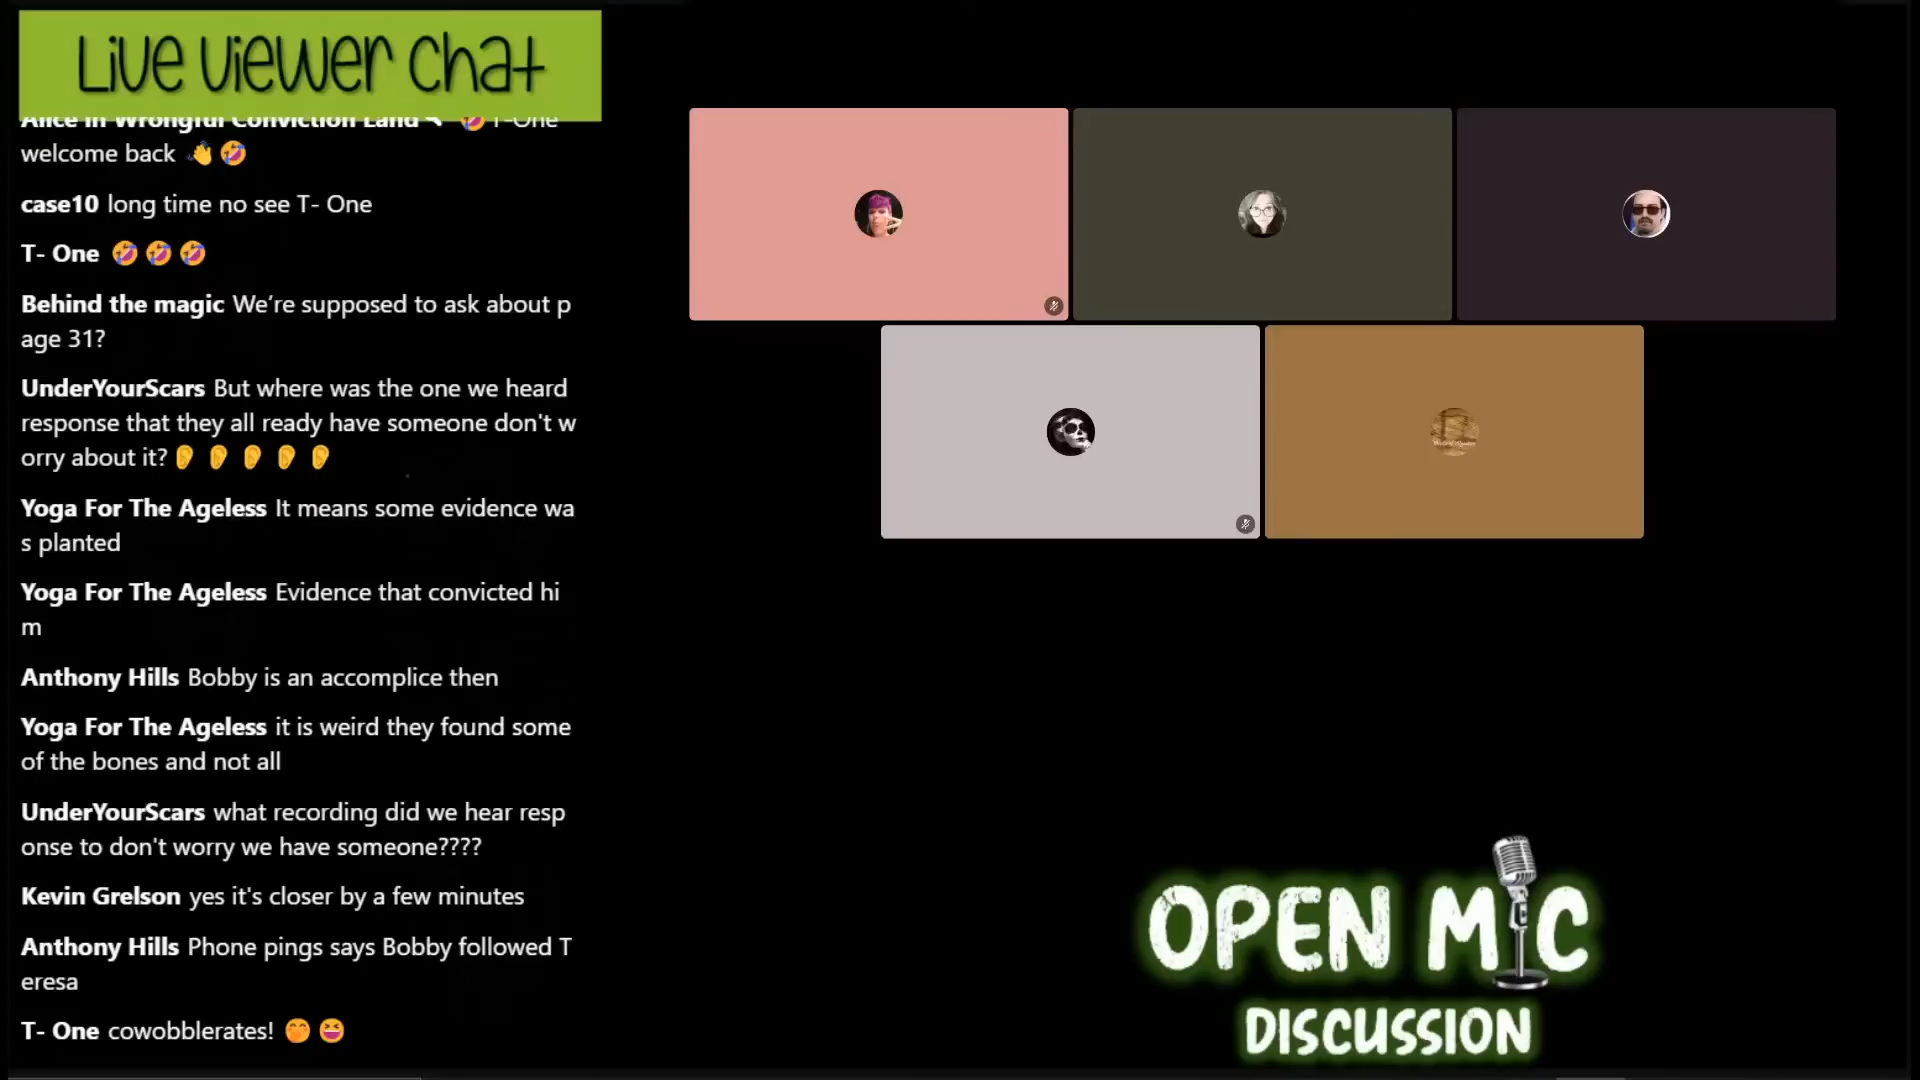 Live Viewer Chat
Alice in Wrongful Conviction Land 🤣 T-One
welcome back 👋 🤣
case10 long time no see T- One
T- One 🤣 🤣 🤣
Behind the magic We're supposed to ask about p
age 31?
UnderYourScars But where was the one we heard
response that they all ready have someone don't w
orry about it? 👂 👂 👂 👂 👂
Yoga For The Ageless It means some evidence wa
s planted
Yoga For The Ageless Evidence that convicted hi
m
Anthony Hills Bobby is an accomplice then
Yoga For The Ageless it is weird they found some
of the bones and not all
UnderYourScars what recording did we hear resp
onse to don't worry we have someone????
Kevin Grelson yes it's closer by a few minutes
Anthony Hills Phone pings says Bobby followed T
eresa
T- One cowobblerates! 🤭 😆
OPEN MIC
DISCUSSION